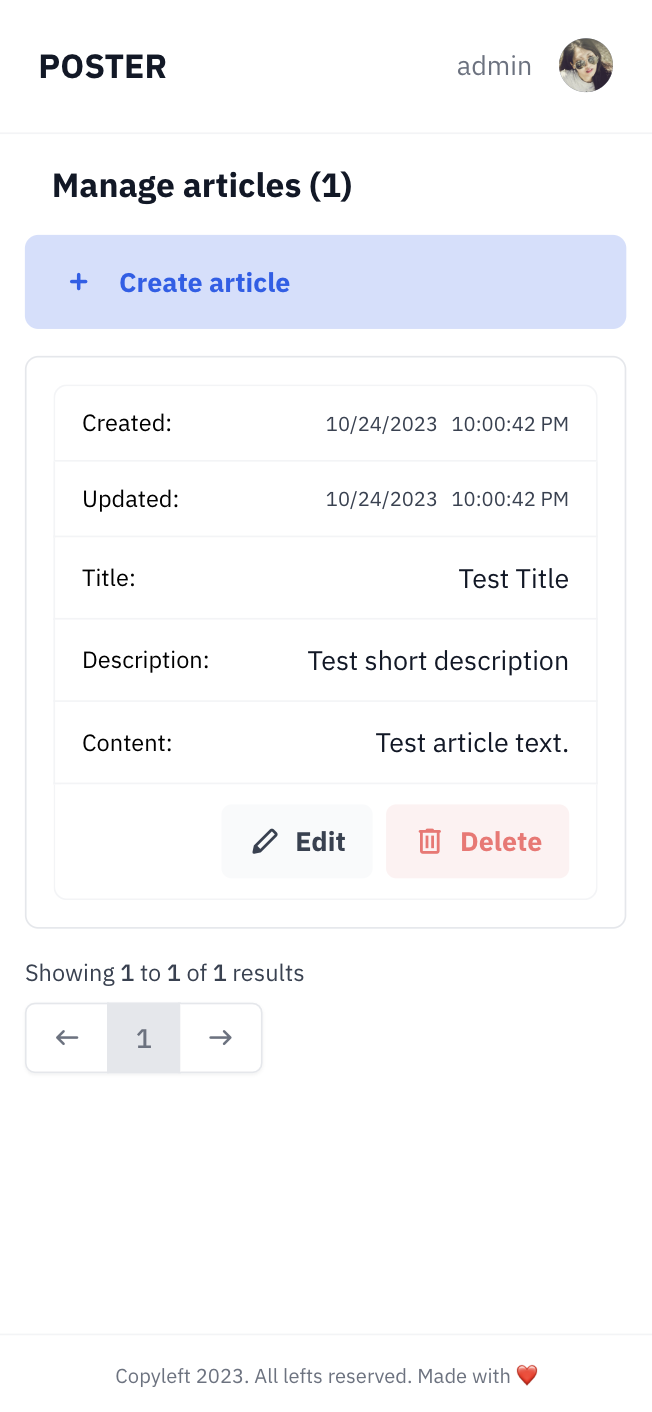 POSTER admin
Manage articles (1)
+ Create article
Created: 10/24/2023 10:00:42 PM
Updated: 10/24/2023 10:00:42 PM
Title: Test Title
Description: Test short description
Content: Test article text.
Edit Delete
Showing 1 to 1 of 1 results
← 1 →
Copyleft 2023. All lefts reserved. Made with ❤️